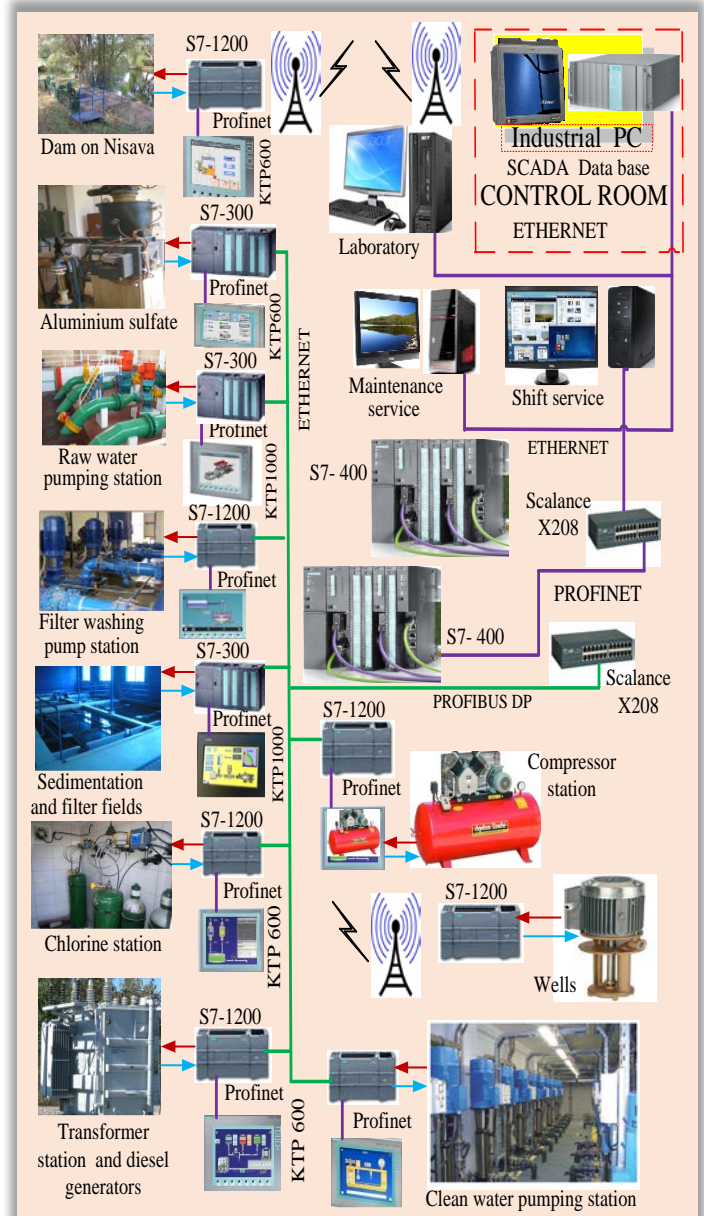 S7-1200
Profinet
Dam on Nisava
KTP600
Industrial PC
SCADA Data base
CONTROL ROOM
ETHERNET
Laboratory
S7-300
Profinet
Aluminium sulfate
KTP600
ETHERNET
S7-300
Profinet
Raw water
pumping station
KTP1000
Maintenance
service
Shift service
ETHERNET
S7- 400
Scalance
X208
S7-1200
Profinet
Filter washing
pump station
PROFINET
S7- 400
S7-300
Profinet
Sedimentation
and filter fields
KTP1000
PROFIBUS DP
Scalance
X208
S7-1200
Profinet
Compressor
station
S7-1200
Profinet
Chlorine station
KTP 600
S7-1200
Wells
S7-1200
Profinet
Transformer
station and diesel
generators
KTP 600
Profinet
Clean water pumping station